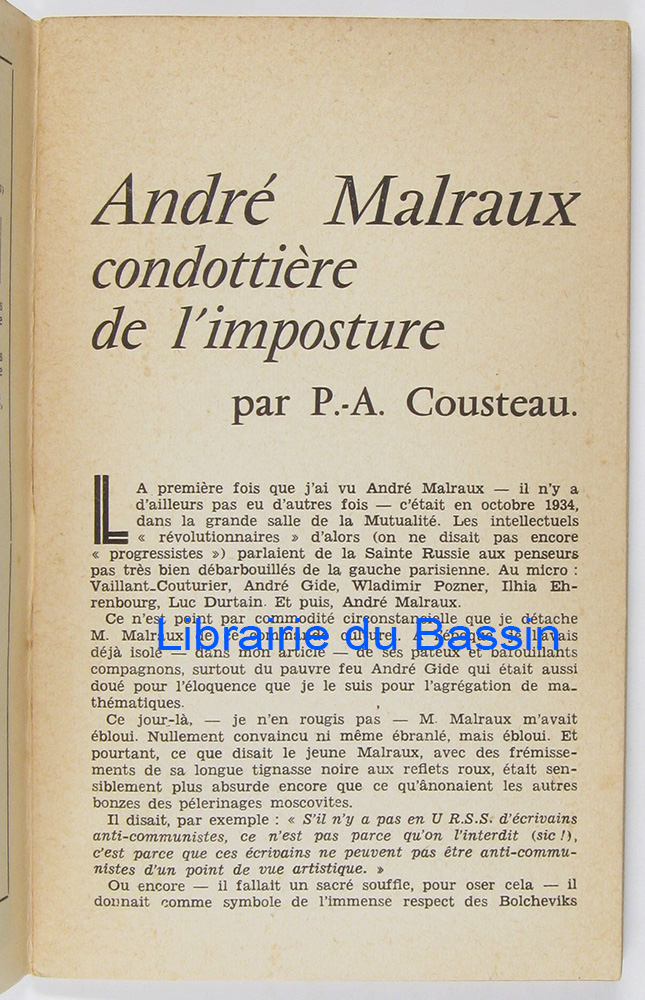 André Malraux
condottière
de l'imposture
par P.-A. Cousteau.
LA première fois que j'ai vu André Malraux — il n'y a
d'ailleurs pas eu d'autres fois — c'était en octobre 1934,
dans la grande salle de la Mutualité. Les intellectuels
« révolutionnaires » d'alors (on ne disait pas encore
« progressistes ») parlaient de la Sainte Russie aux penseurs
pas très bien débarbouillés de la gauche parisienne. Au micro :
Vaillant-Couturier, André Gide, Wladimir Pozner, Ilhia Eh-
renbourg, Luc Durtain. Et puis, André Malraux.
Ce n'est point par commodité circonstancielle que je détache
M. Malraux de ce commando culturel. A l'époque je l'avais
Librairie du Bassin
déjà isolé — dans mon article — de ses pâteux et bafouillants
compagnons, surtout du pauvre feu André Gide qui était aussi
doué pour l'éloquence que je le suis pour l'agrégation de ma-
thématiques.
Ce jour-là, — je n'en rougis pas — M. Malraux m'avait
ébloui. Nullement convaincu ni même ébranlé, mais ébloui. Et
pourtant, ce que disait le jeune Malraux, avec des frémisse-
ments de sa longue tignasse noire aux reflets roux, était sen-
siblement plus absurde encore que ce qu'ânonaient les autres
bonzes des pélerinages moscovites.
Il disait, par exemple : « S'il n'y a pas en U R.S.S. d'écrivains
anti-communistes, ce n'est pas parce qu'on l'interdit (sic !),
c'est parce que ces écrivains ne peuvent pas être anti-commu-
nistes d'un point de vue artistique. »
Ou encore — il fallait un sacré souffle, pour oser cela — il
donnait comme symbole de l'immense respect des Bolcheviks